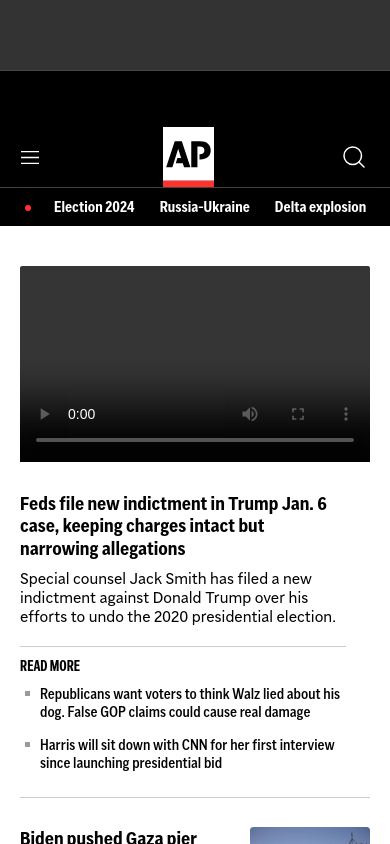 AP
Election 2024 Russia-Ukraine Delta explosion
0:00
Feds file new indictment in Trump Jan. 6
case, keeping charges intact but
narrowing allegations
Special counsel Jack Smith has filed a new
indictment against Donald Trump over his
efforts to undo the 2020 presidential election.
READ MORE
Republicans want voters to think Walz lied about his
dog. False GOP claims could cause real damage
Harris will sit down with CNN for her first interview
since launching presidential bid
Biden pushed Gaza pier